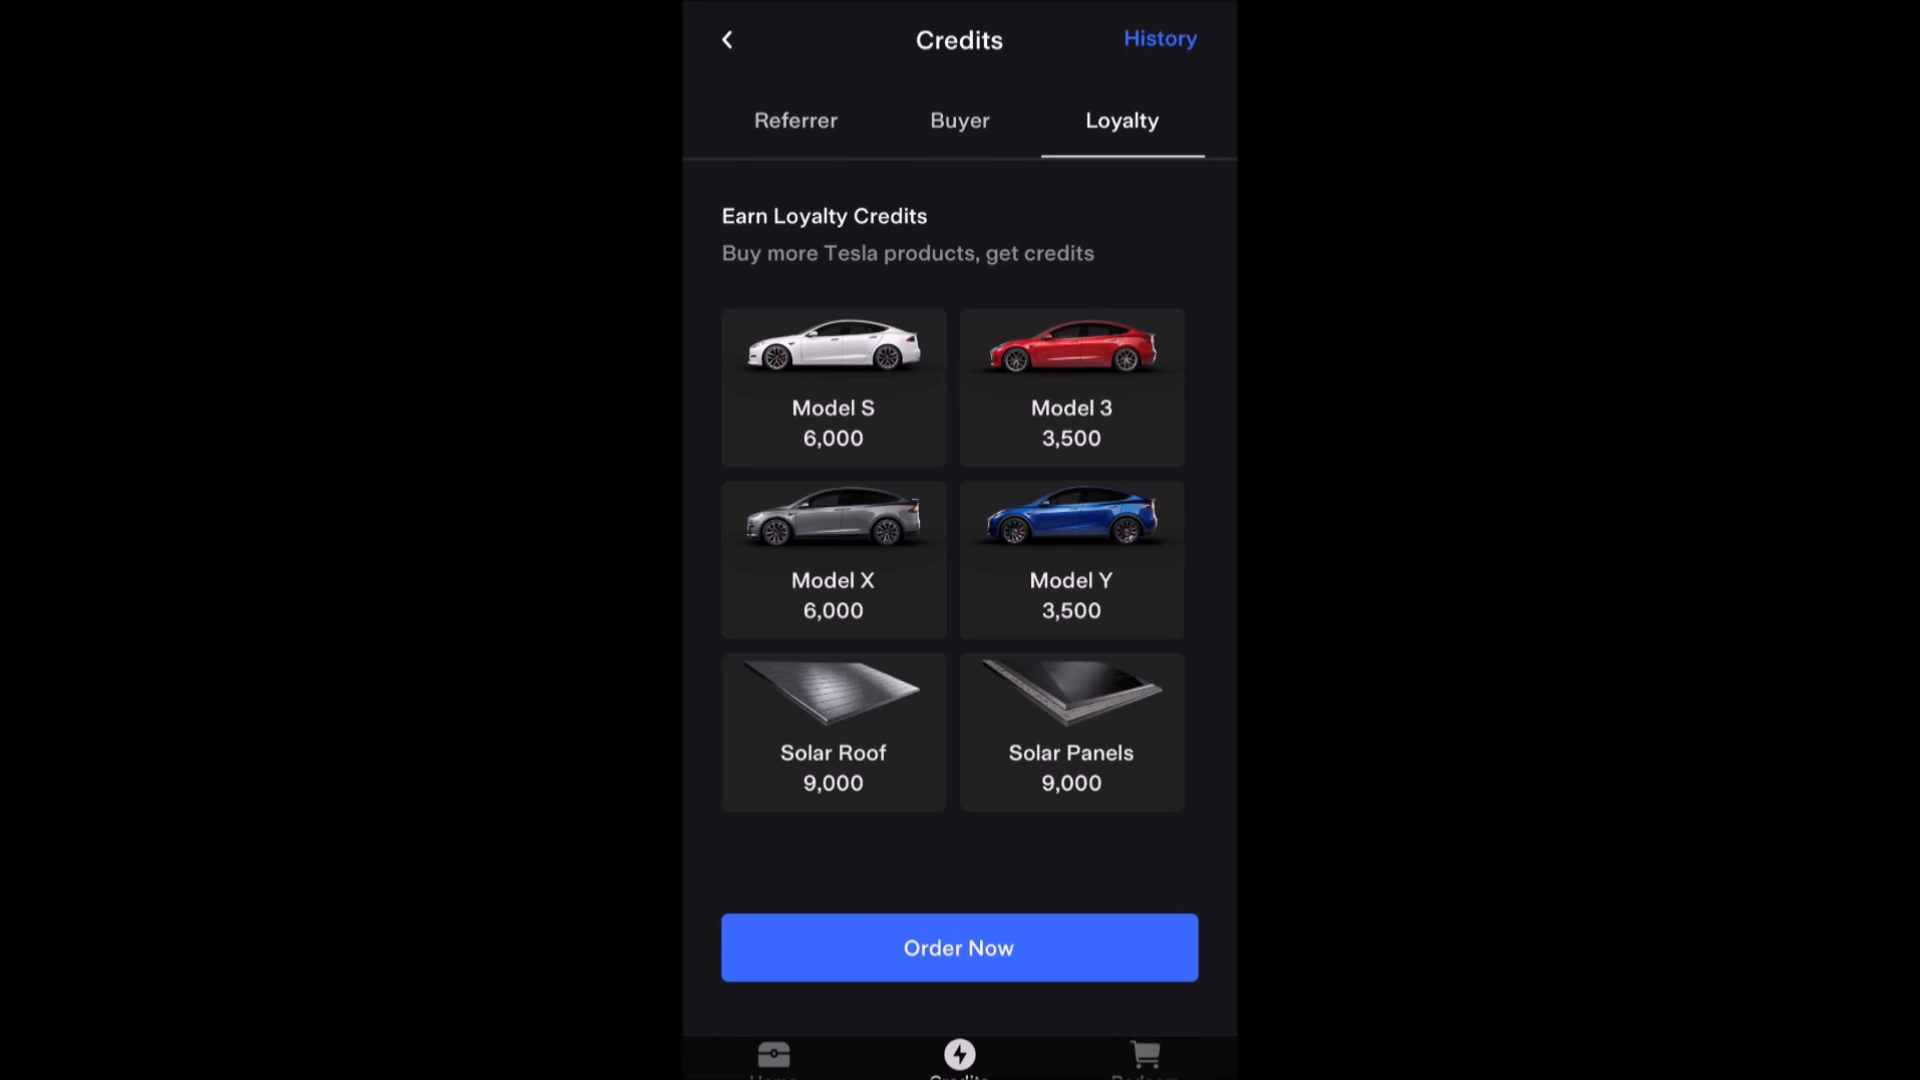 Credits
History
Referrer
Buyer
Loyalty
Earn Loyalty Credits
Buy more Tesla products, get credits
Model S
6,000
Model 3
3,500
Model X
6,000
Model Y
3,500
Solar Roof
9,000
Solar Panels
9,000
Order Now